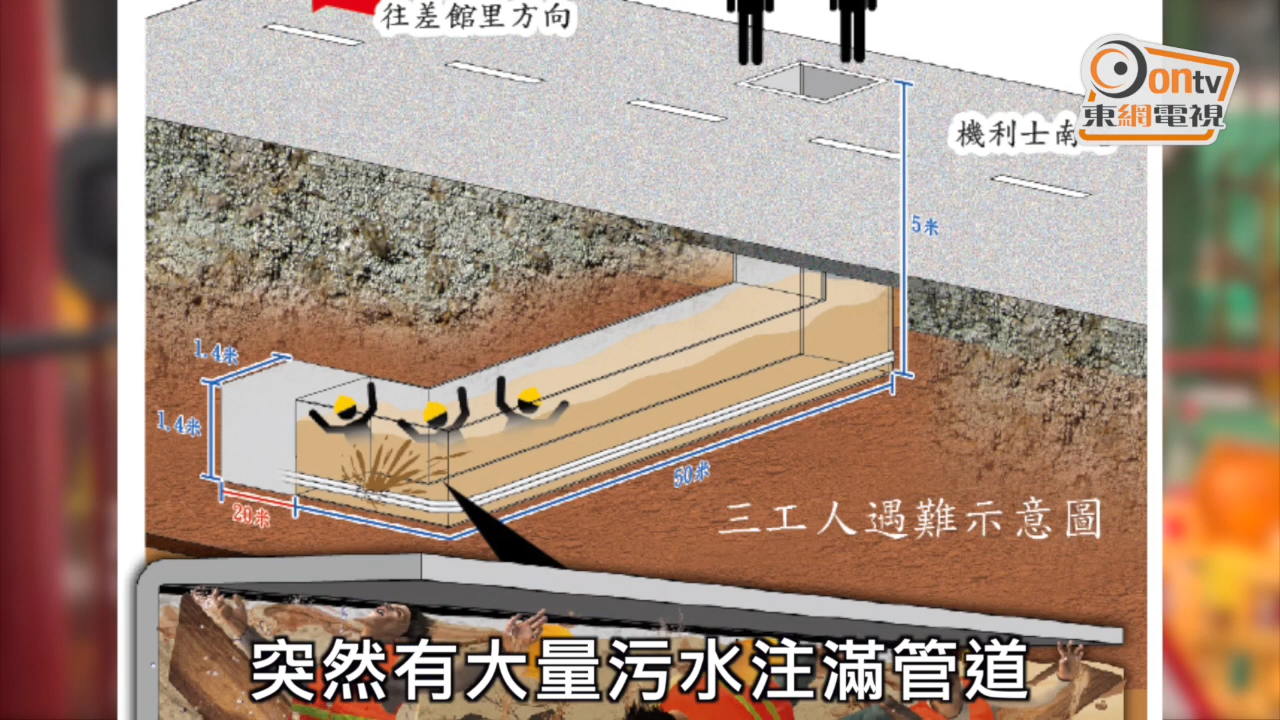 往差館里方向
ontv
東網電視
機利士南
5米
1.4米
1.4米
50米
20米
三工人遇難示意圖
突然有大量污水注滿管道